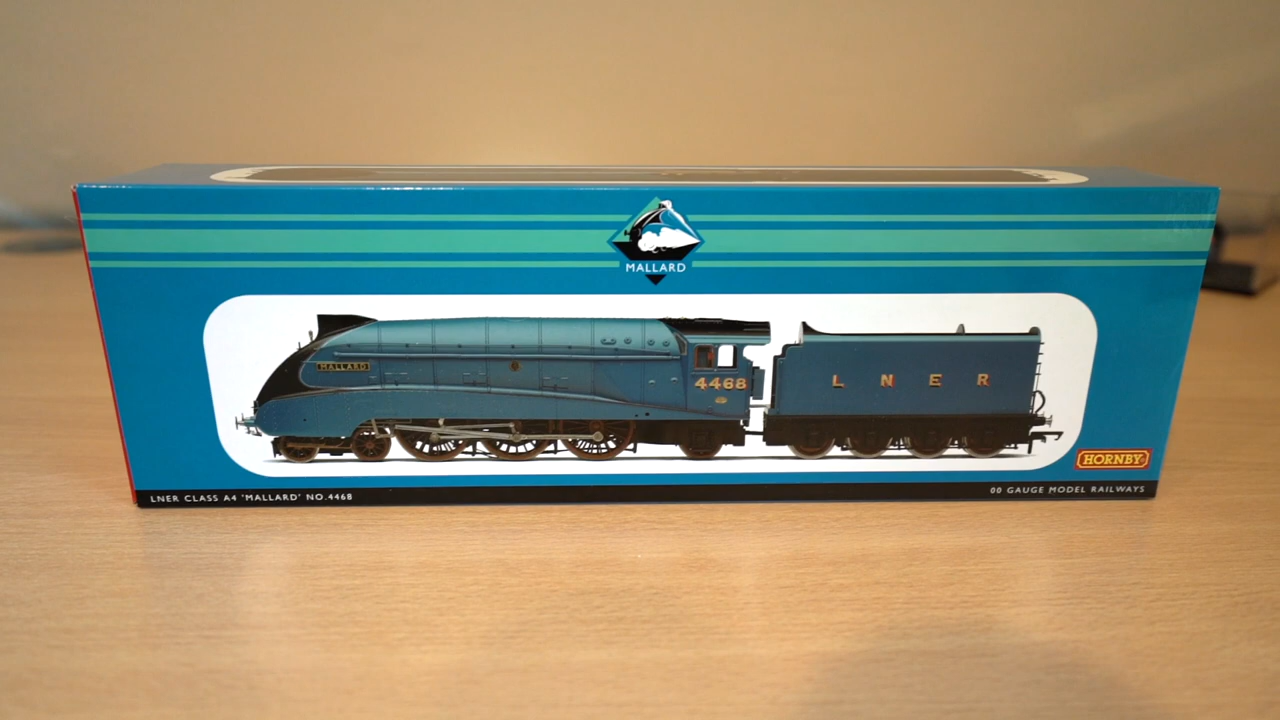 MALLARD
MALLARD
4468
L N E R
HORNBY
LNER CLASS A4 'MALLARD' NO.4468
00 GAUGE MODEL RAILWAYS